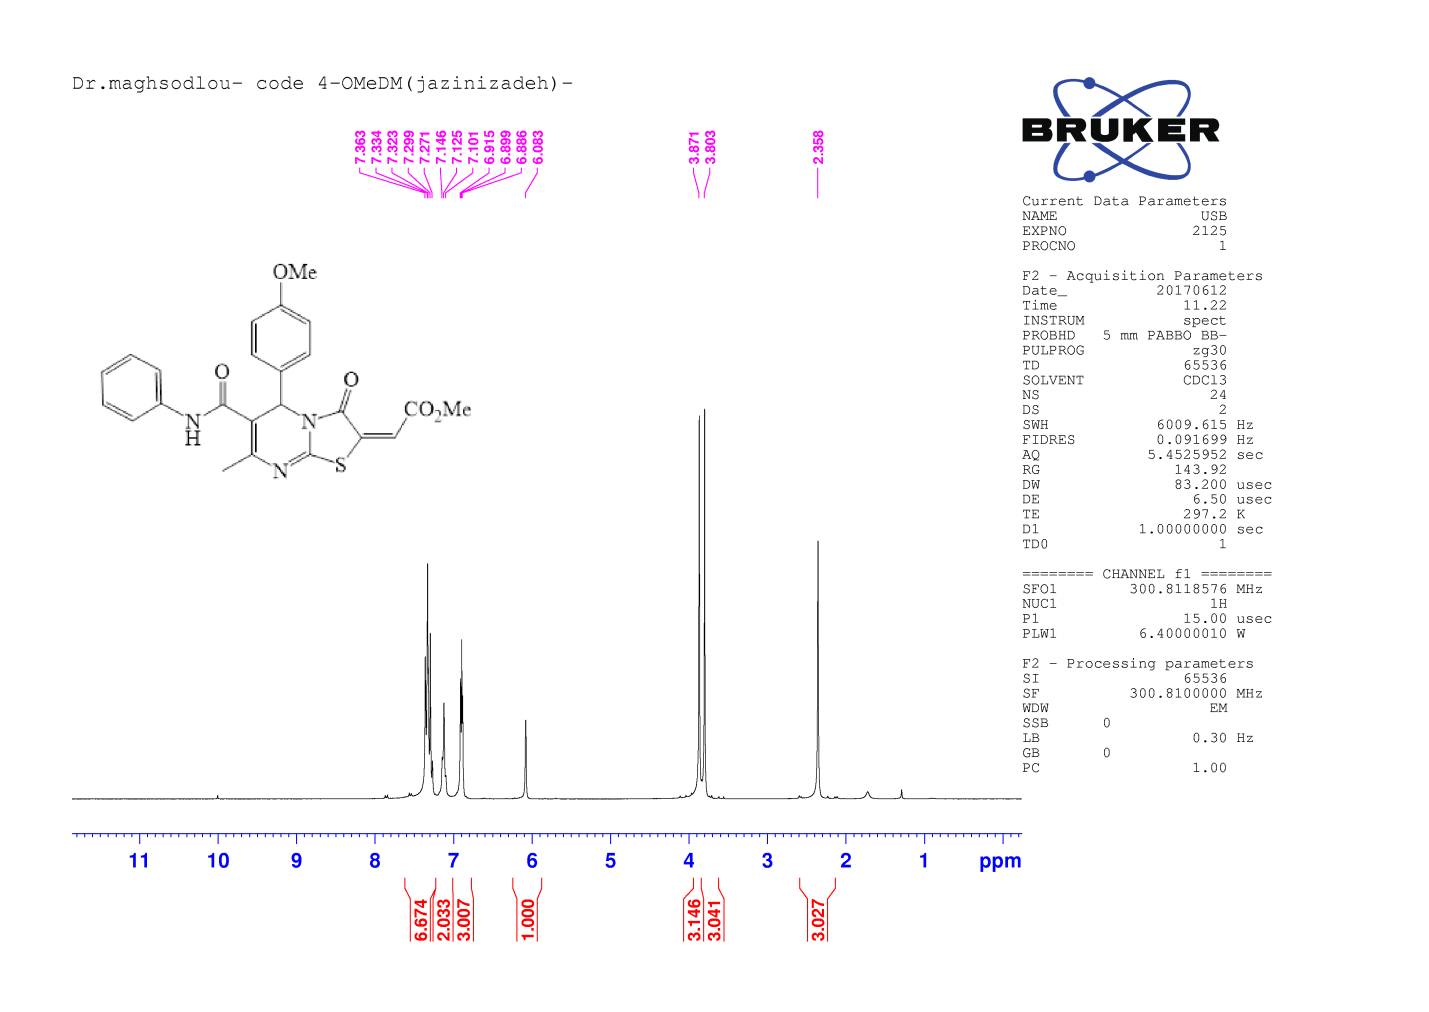 Dr.maghsodlou- code 4-OMeDM(jazinizadeh)-
BRUKER
7.363
7.334
7.323
7.299
7.271
7.146
7.125
7.101
6.915
6.899
6.886
6.083
3.871
3.803
2.358
OMe
O
O
N
H
N
CO2Me
N
S
Current Data Parameters
NAME USB
EXPNO 2125
PROCNO 1
F2 - Acquisition Parameters
Date_ 20170612
Time 11.22
INSTRUM spect
PROBHD 5 mm PABBO BB-
PULPROG zg30
TD 65536
SOLVENT CDCl3
NS 24
DS 2
SWH 6009.615 Hz
FIDRES 0.091699 Hz
AQ 5.4525952 sec
RG 143.92
DW 83.200 usec
DE 6.50 usec
TE 297.2 K
D1 1.00000000 sec
TD0 1
======== CHANNEL f1 ========
SFO1 300.8118576 MHz
NUC1 1H
P1 15.00 usec
PLW1 6.40000010 W
F2 - Processing parameters
SI 65536
SF 300.8100000 MHz
WDW EM
SSB 0
LB 0.30 Hz
GB 0
PC 1.00
11 10 9 8 7 6 5 4 3 2 1 ppm
6.674
2.033
3.007
1.000
3.146
3.041
3.027